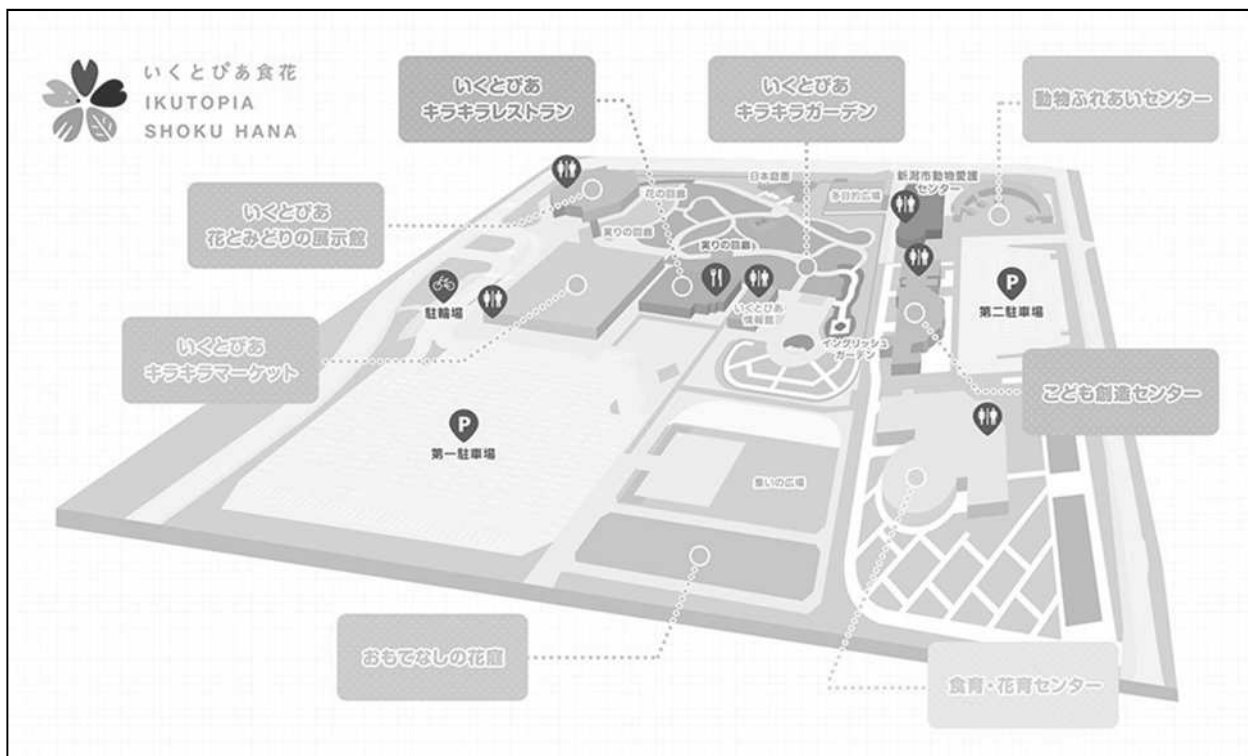 いくとぴあ食花
IKUTOPIA
SHOKU HANA
いくとぴあ
キラキラレストラン
いくとぴあ
キラキラガーデン
動物ふれあいセンター
いくとぴあ
花とみどりの展示館
花の回廊
日本庭園
多目的広場
新潟市動物愛護
センター
実りの回廊
実りの回廊
駐輪場
いくとぴあ
情報館
P
第二駐車場
イングリッシュ
ガーデン
いくとぴあ
キラキラマーケット
こども創造センター
P
第一駐車場
集いの広場
おもてなしの花庭
食育・花育センター